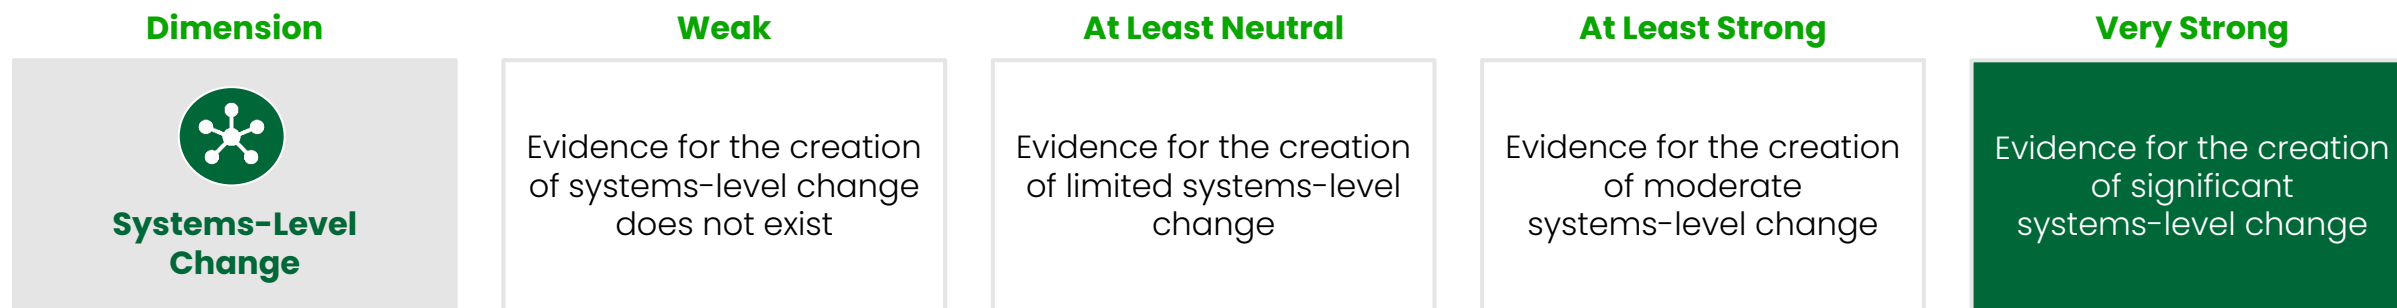 Dimension
Weak
At Least Neutral
At Least Strong
Very Strong
Systems-Level
Change
Evidence for the creation
of systems-level change
does not exist
Evidence for the creation
of limited systems-level
change
Evidence for the creation
of moderate
systems-level change
Evidence for the creation
of significant
systems-level change